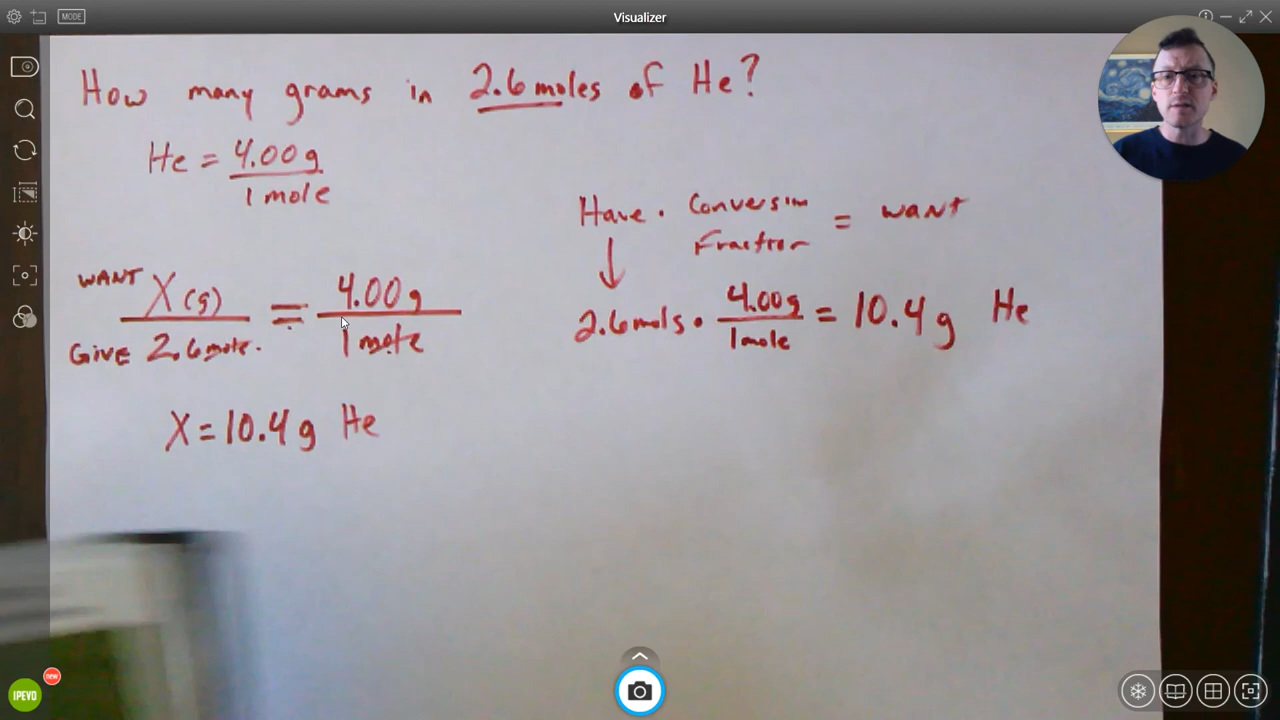 Visualizer
MODE
How many grams in 2.6 moles of He?
He = 4.00g
1 mole
WANT X(g) = 4.00g
GIVE 2.6 mole. 1 mole
X = 10.4 g He
Have · Conversion = WANT
Fraction
2.6 mols · 4.00g = 10.4 g He
1 mole
IPEVO
new